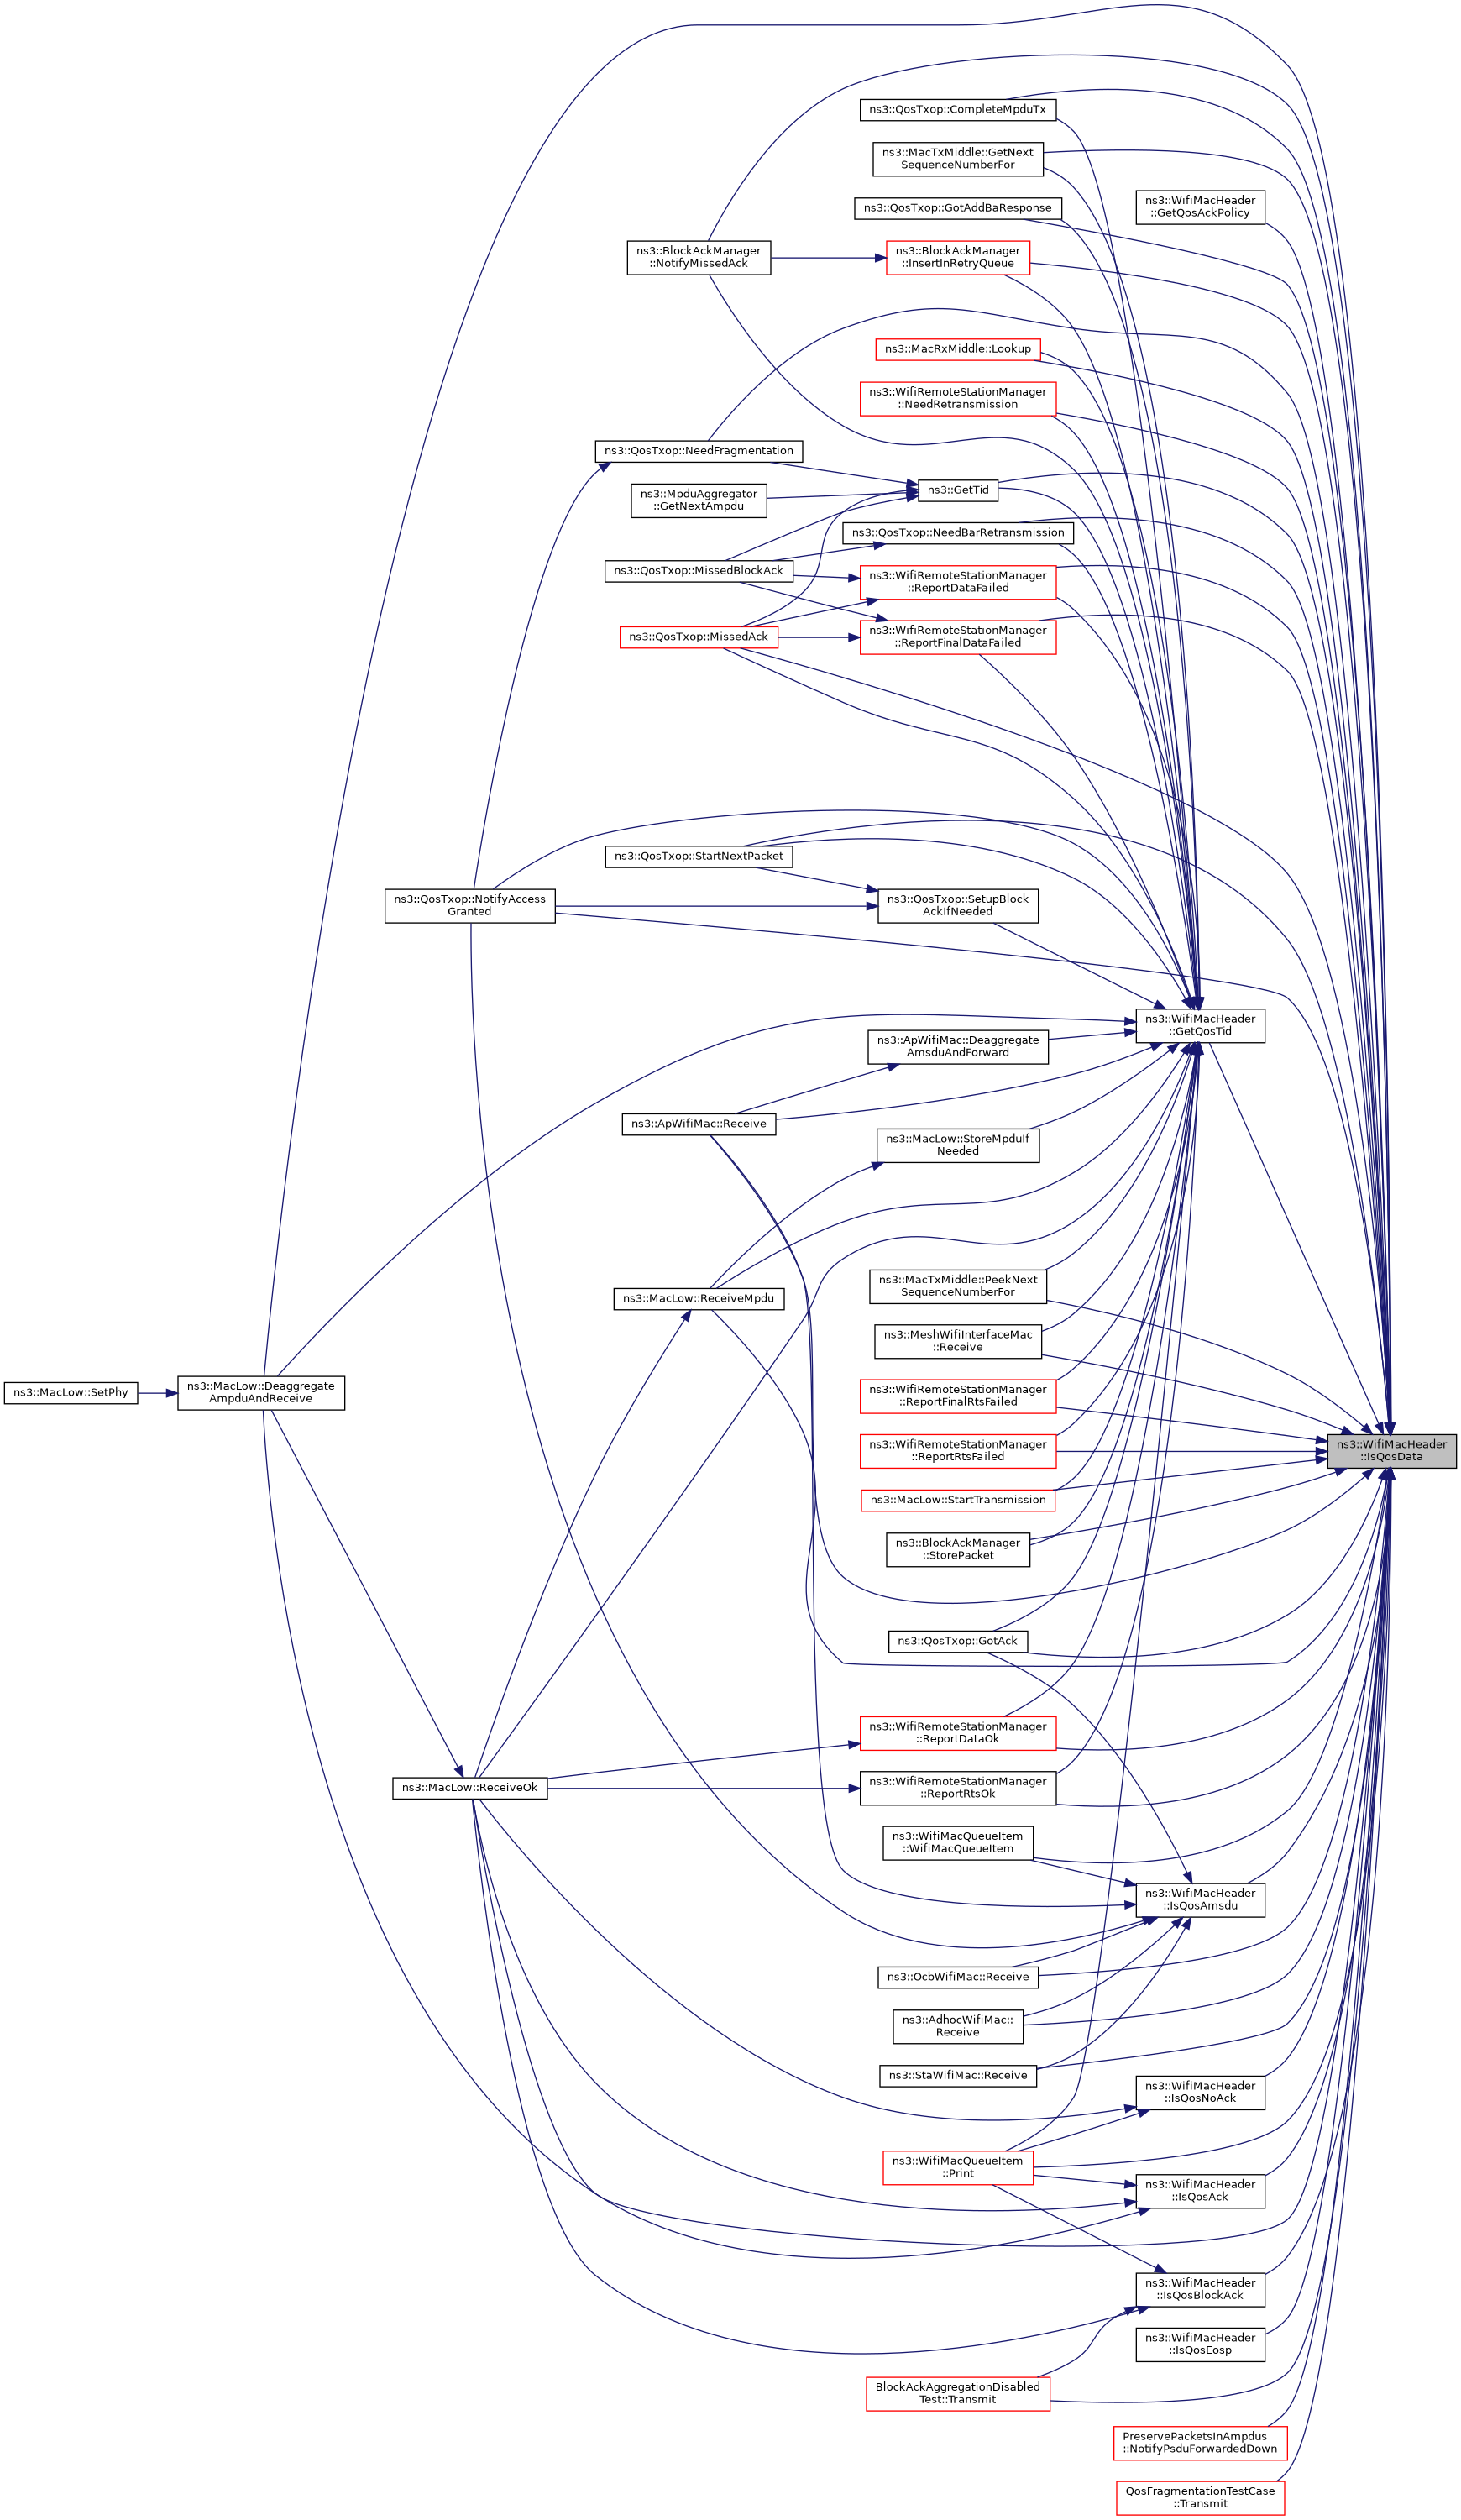 ns3::QosTxop::CompleteMpduTx
ns3::MacTxMiddle::GetNext
SequenceNumberFor
ns3::WifiMacHeader
::GetQosAckPolicy
ns3::QosTxop::GotAddBaResponse
ns3::BlockAckManager
::NotifyMissedAck
ns3::BlockAckManager
::InsertInRetryQueue
ns3::MacRxMiddle::Lookup
ns3::WifiRemoteStationManager
::NeedRetransmission
ns3::QosTxop::NeedFragmentation
ns3::MpduAggregator
::GetNextAmpdu
ns3::GetTid
ns3::QosTxop::NeedBarRetransmission
ns3::QosTxop::MissedBlockAck
ns3::WifiRemoteStationManager
::ReportDataFailed
ns3::QosTxop::MissedAck
ns3::WifiRemoteStationManager
::ReportFinalDataFailed
ns3::QosTxop::StartNextPacket
ns3::QosTxop::NotifyAccess
Granted
ns3::QosTxop::SetupBlock
AckIfNeeded
ns3::WifiMacHeader
::GetQosTid
ns3::ApWifiMac::Deaggregate
AmsduAndForward
ns3::ApWifiMac::Receive
ns3::MacLow::StoreMpduIf
Needed
ns3::MacLow::ReceiveMpdu
ns3::MacTxMiddle::PeekNext
SequenceNumberFor
ns3::MeshWifiInterfaceMac
::Receive
ns3::MacLow::SetPhy
ns3::MacLow::Deaggregate
AmpduAndReceive
ns3::WifiRemoteStationManager
::ReportFinalRtsFailed
ns3::WifiRemoteStationManager
::ReportRtsFailed
ns3::WifiMacHeader
::IsQosData
ns3::MacLow::StartTransmission
ns3::BlockAckManager
::StorePacket
ns3::QosTxop::GotAck
ns3::WifiRemoteStationManager
::ReportDataOk
ns3::MacLow::ReceiveOk
ns3::WifiRemoteStationManager
::ReportRtsOk
ns3::WifiMacQueueItem
::WifiMacQueueItem
ns3::WifiMacHeader
::IsQosAmsdu
ns3::OcbWifiMac::Receive
ns3::AdhocWifiMac::
Receive
ns3::StaWifiMac::Receive
ns3::WifiMacHeader
::IsQosNoAck
ns3::WifiMacQueueItem
::Print
ns3::WifiMacHeader
::IsQosAck
ns3::WifiMacHeader
::IsQosBlockAck
ns3::WifiMacHeader
::IsQosEosp
BlockAckAggregationDisabled
Test::Transmit
PreservePacketsInAmpdus
::NotifyPsduForwardedDown
QosFragmentationTestCase
::Transmit